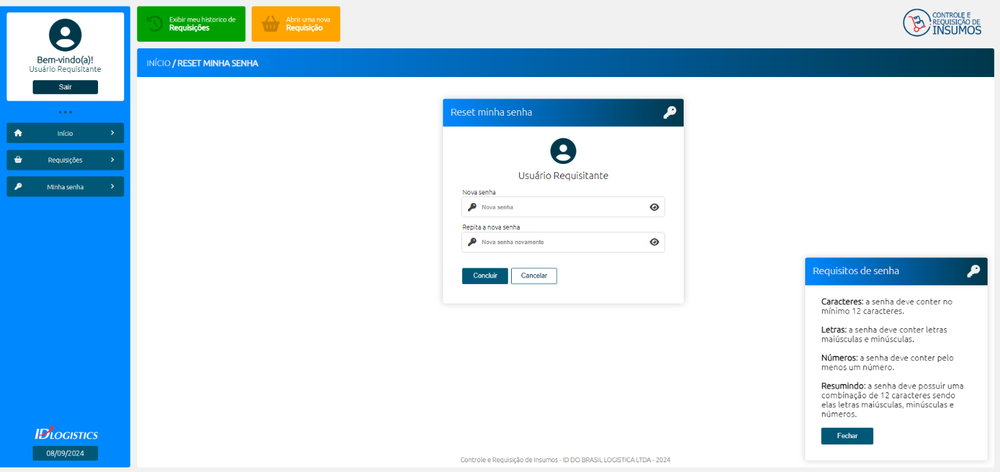 Bem-vindo(a)!
Usuário Requisitante
Sair
Início
Requisições
Minha senha
IDLOGISTICS
08/09/2024
Exibir meu historico de
Requisições
Abrir uma nova
Requisição
CONTROLE E
REQUISIÇÃO DE
INSUMOS
INÍCIO / RESET MINHA SENHA
Reset minha senha
Usuário Requisitante
Nova senha
Nova senha
Repita a nova senha
Nova senha novamente
Concluir
Cancelar
Requisitos de senha
Caracteres: a senha deve conter no
mínimo 12 caracteres.
Letras: a senha deve conter letras
maiúsculas e minúsculas.
Números: a senha deve conter pelo
menos um número.
Resumindo: a senha deve possuir uma
combinação de 12 caracteres sendo
elas letras maiúsculas, minúsculas e
números.
Fechar
Controle e Requisição de Insumos - ID DO BRASIL LOGISTICA LTDA - 2024